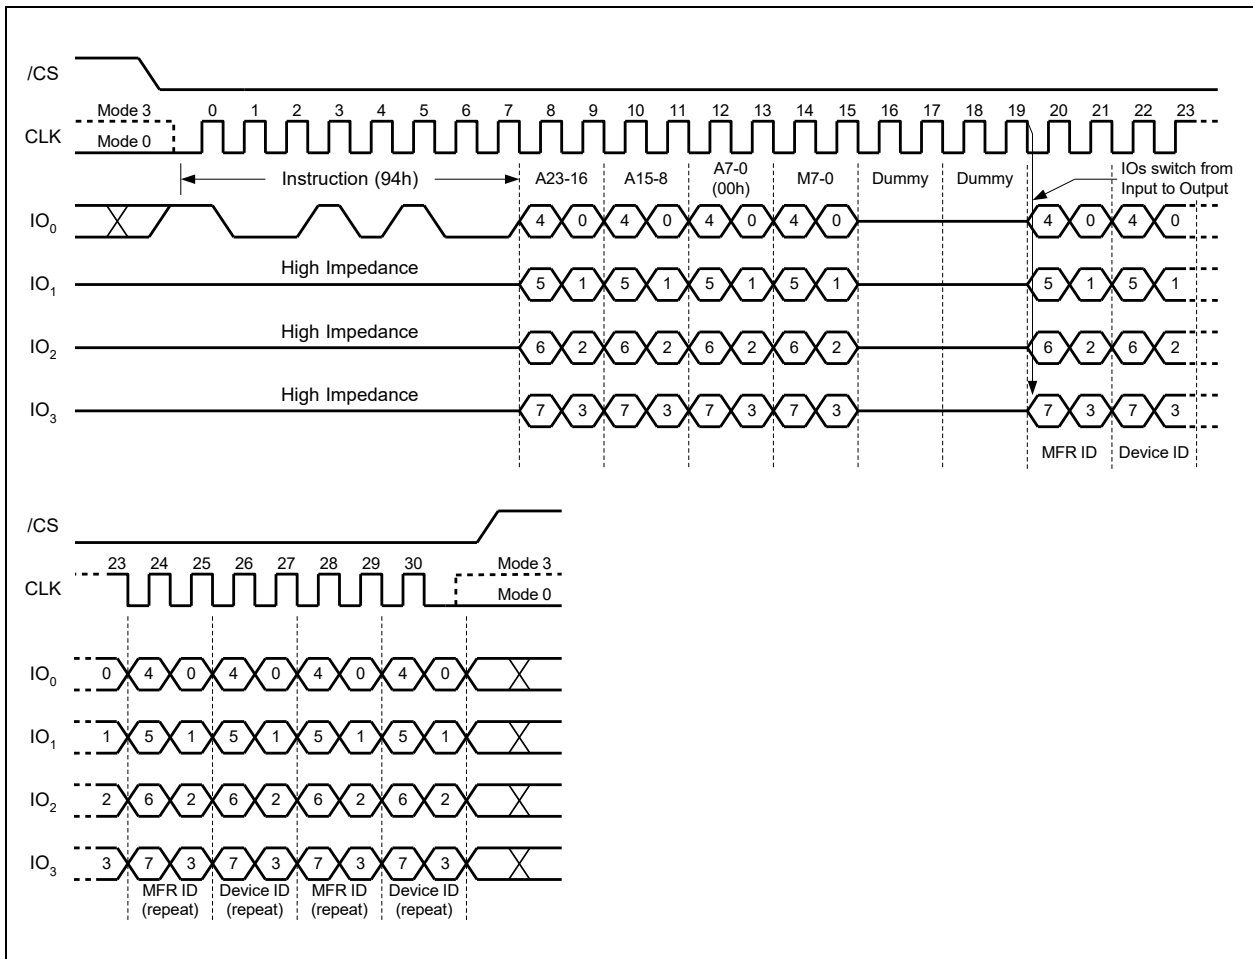 /CS
Mode 3 0 1 2 3 4 5 6 7 8 9 10 11 12 13 14 15 16 17 18 19 20 21 22 23
CLK Mode 0
Instruction (94h) A23-16 A15-8 A7-0 (00h) M7-0 Dummy Dummy IOs switch from Input to Output
IO0 4 0 4 0 4 0 4 0 4 0 4 0
High Impedance
IO1 5 1 5 1 5 1 5 1 5 1 5 1
High Impedance
IO2 6 2 6 2 6 2 6 2 6 2 6 2
High Impedance
IO3 7 3 7 3 7 3 7 3 7 3 7 3
MFR ID Device ID
/CS
23 24 25 26 27 28 29 30 Mode 3
CLK Mode 0
IO0 0 4 0 4 0 4 0 4 0
IO1 1 5 1 5 1 5 1 5 1
IO2 2 6 2 6 2 6 2 6 2
IO3 3 7 3 7 3 7 3 7 3
MFR ID Device ID MFR ID Device ID
(repeat) (repeat) (repeat) (repeat)